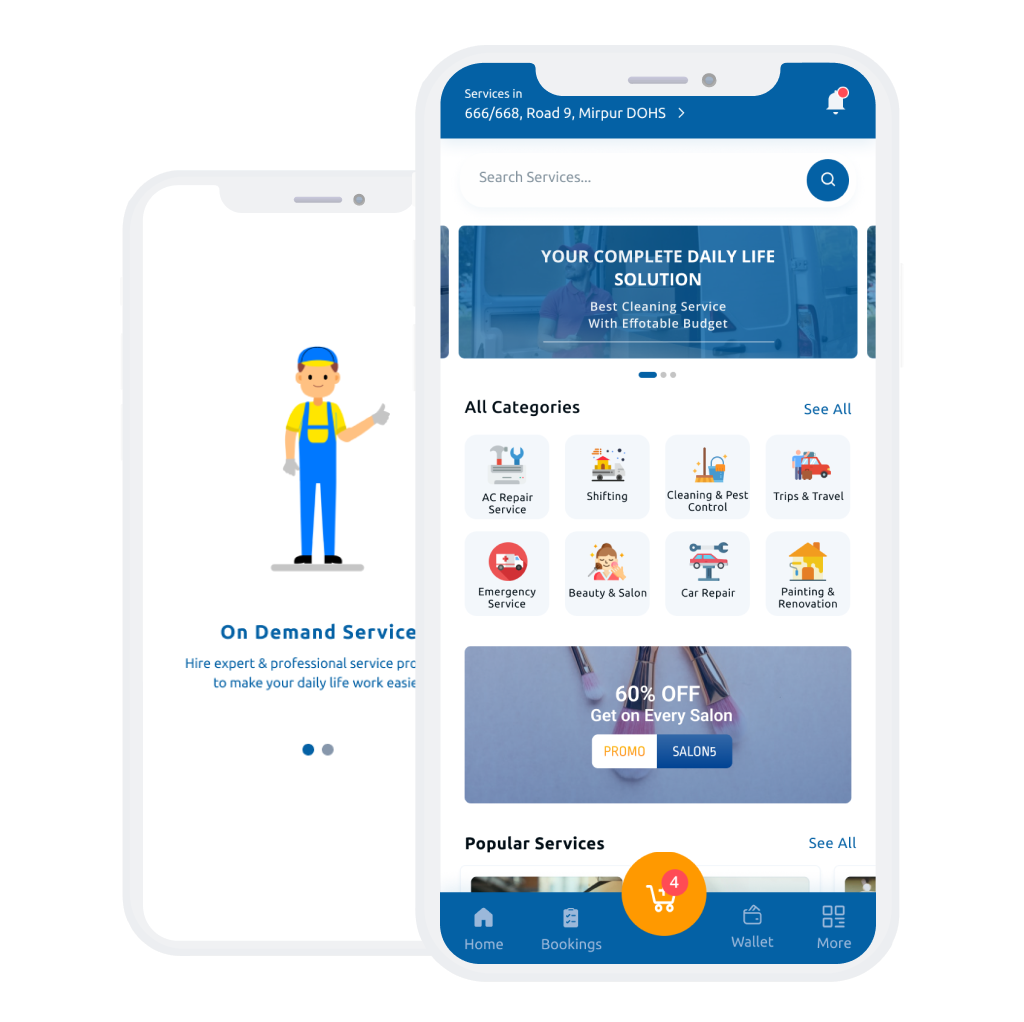 Services in
666/668, Road 9, Mirpur DOHS
Search Services...
YOUR COMPLETE DAILY LIFE
SOLUTION
Best Cleaning Service
With Effotable Budget
All Categories
See All
AC Repair
Service
Shifting
Cleaning & Pest
Control
Trips & Travel
Emergency
Service
Beauty & Salon
Car Repair
Painting &
Renovation
60% OFF
Get on Every Salon
PROMO
SALON5
Popular Services
See All
4
Home
Bookings
Wallet
More
On Demand Service
Hire expert & professional service pro
to make your daily life work easie